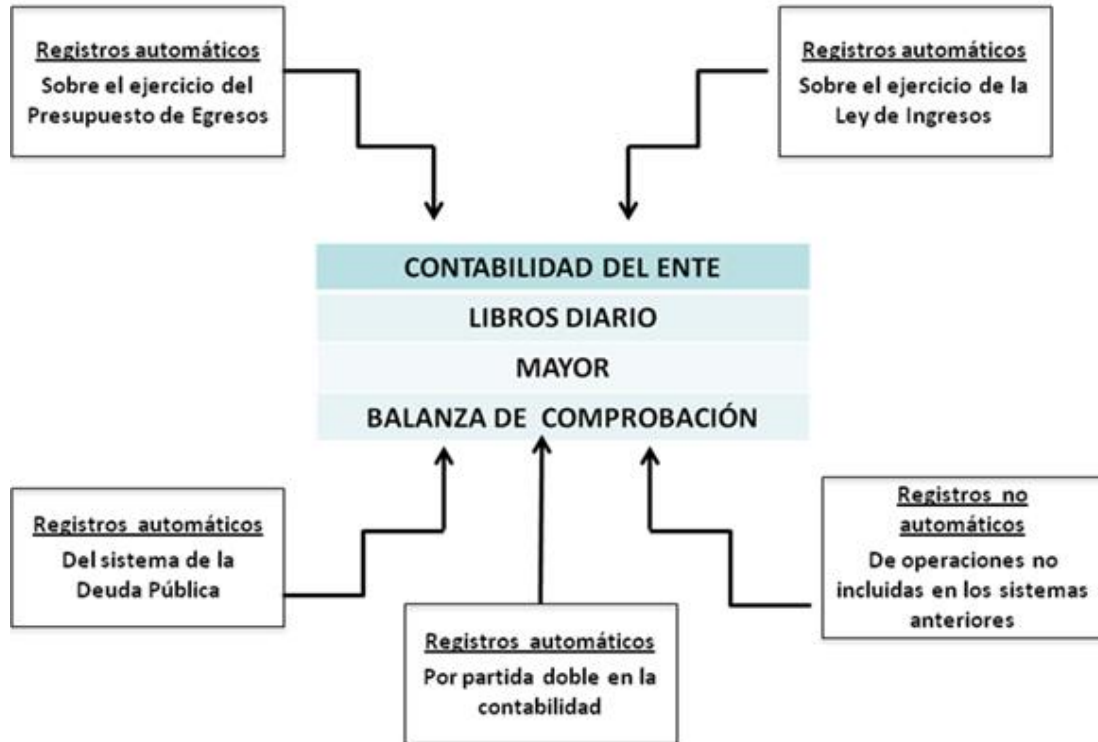 Registros automáticos
Sobre el ejercicio del
Presupuesto de Egresos
Registros automáticos
Sobre el ejercicio de la
Ley de Ingresos
CONTABILIDAD DEL ENTE
LIBROS DIARIO
MAYOR
BALANZA DE COMPROBACIÓN
Registros automáticos
Del sistema de la
Deuda Pública
Registros automáticos
Por partida doble en la
contabilidad
Registros no
automáticos
De operaciones no
incluidas en los sistemas
anteriores